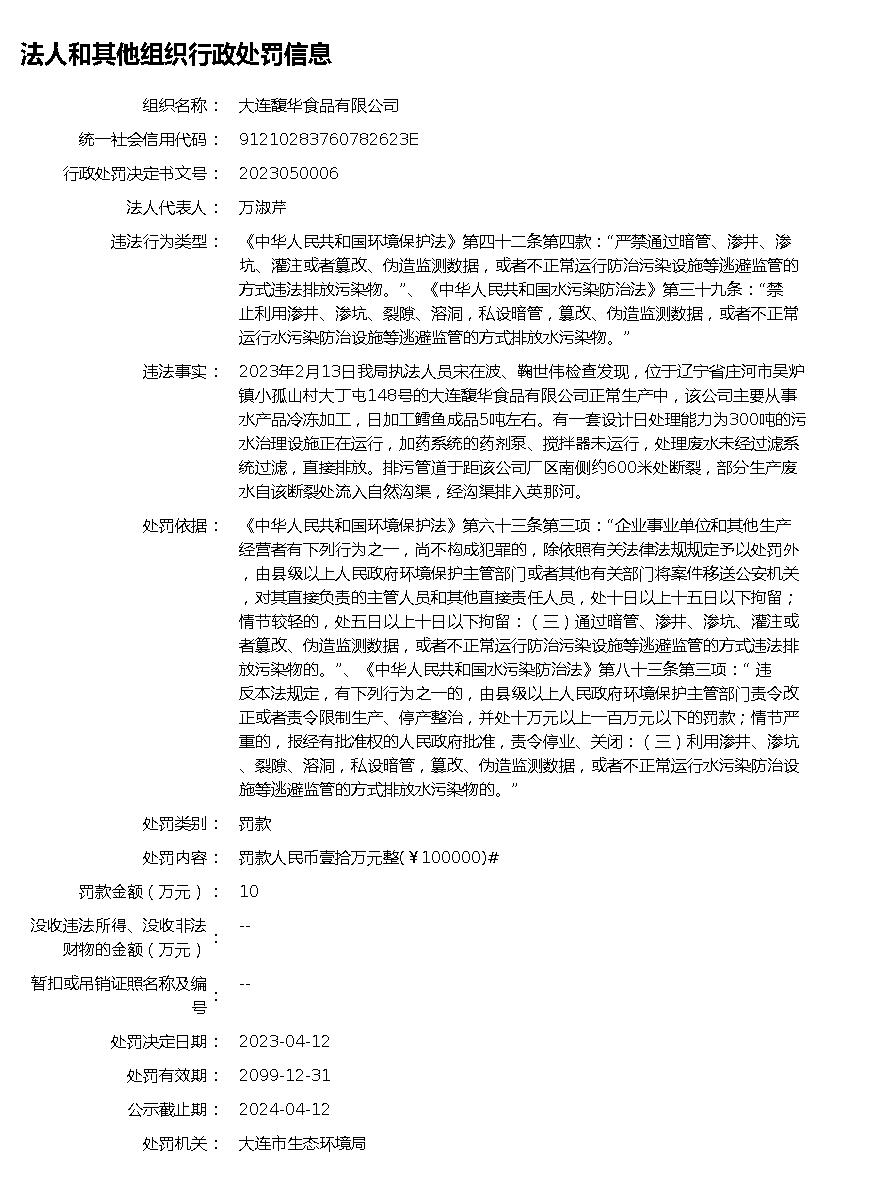 法人和其他组织行政处罚信息
组织名称： 大连馥华食品有限公司
统一社会信用代码： 91210283760782623E
行政处罚决定书文号： 2023050006
法人代表人： 万淑芹
违法行为类型： 《中华人民共和国环境保护法》第四十二条第四款：“严禁通过暗管、渗井、渗
坑、灌注或者篡改、伪造监测数据，或者不正常运行防治污染设施等逃避监管的
方式违法排放污染物。”、《中华人民共和国水污染防治法》第三十九条：“禁
止利用渗井、渗坑、裂隙、溶洞，私设暗管，篡改、伪造监测数据，或者不正常
运行水污染防治设施等逃避监管的方式排放水污染物。”
违法事实： 2023年2月13日我局执法人员宋在波、鞠世伟检查发现，位于辽宁省庄河市吴炉
镇小孤山村大丁屯148号的大连馥华食品有限公司正常生产中，该公司主要从事
水产品冷冻加工，日加工鳕鱼成品5吨左右。有一套设计日处理能力为300吨的污
水治理设施正在运行，加药系统的药剂泵、搅拌器未运行，处理废水未经过滤系
统过滤，直接排放。排污管道于距该公司厂区南侧约600米处断裂，部分生产废
水自该断裂处流入自然沟渠，经沟渠排入英那河。
处罚依据： 《中华人民共和国环境保护法》第六十三条第三项：“企业事业单位和其他生产
经营者有下列行为之一，尚不构成犯罪的，除依照有关法律法规规定予以处罚外
，由县级以上人民政府环境保护主管部门或者其他有关部门将案件移送公安机关
，对其直接负责的主管人员和其他直接责任人员，处十日以上十五日以下拘留；
情节较轻的，处五日以上十日以下拘留：（三）通过暗管、渗井、渗坑、灌注或
者篡改、伪造监测数据，或者不正常运行防治污染设施等逃避监管的方式违法排
放污染物的。”、《中华人民共和国水污染防治法》第八十三条第三项：“ 违
反本法规定，有下列行为之一的，由县级以上人民政府环境保护主管部门责令改
正或者责令限制生产、停产整治，并处十万元以上一百万元以下的罚款；情节严
重的，报经有批准权的人民政府批准，责令停业、关闭：（三）利用渗井、渗坑
、裂隙、溶洞，私设暗管，篡改、伪造监测数据，或者不正常运行水污染防治设
施等逃避监管的方式排放水污染物的。”
处罚类别： 罚款
处罚内容： 罚款人民币壹拾万元整(￥100000)#
罚款金额（万元）： 10
没收违法所得、没收非法
财物的金额（万元）： --
暂扣或吊销证照名称及编
号： --
处罚决定日期： 2023-04-12
处罚有效期： 2099-12-31
公示截止期： 2024-04-12
处罚机关： 大连市生态环境局